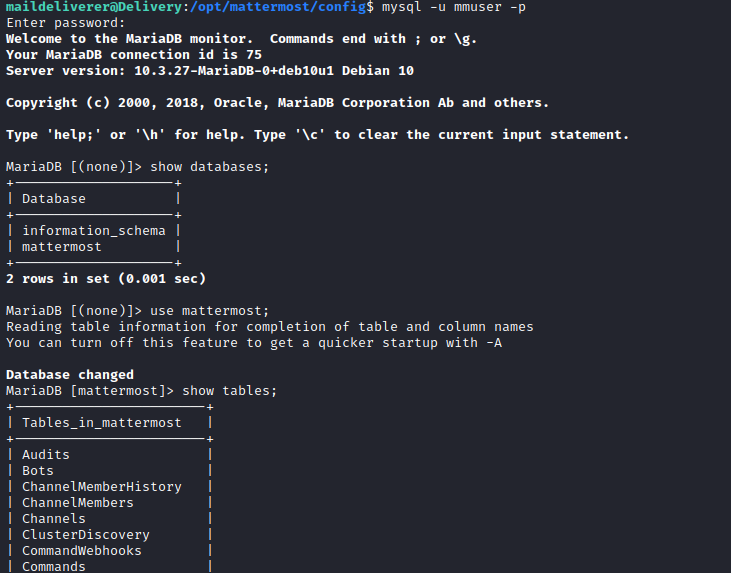 maildeliverer@Delivery:/opt/mattermost/config$ mysql -u mmuser -p
Enter password:
Welcome to the MariaDB monitor.  Commands end with ; or \g.
Your MariaDB connection id is 75
Server version: 10.3.27-MariaDB-0+deb10u1 Debian 10
Copyright (c) 2000, 2018, Oracle, MariaDB Corporation Ab and others.
Type 'help;' or '\h' for help. Type '\c' to clear the current input statement.
MariaDB [(none)]> show databases;
+--------------------+
| Database           |
+--------------------+
| information_schema |
| mattermost         |
+--------------------+
2 rows in set (0.001 sec)
MariaDB [(none)]> use mattermost;
Reading table information for completion of table and column names
You can turn off this feature to get a quicker startup with -A
Database changed
MariaDB [mattermost]> show tables;
+------------------------+
| Tables_in_mattermost   |
+------------------------+
| Audits                 |
| Bots                   |
| ChannelMemberHistory   |
| ChannelMembers         |
| Channels               |
| ClusterDiscovery       |
| CommandWebhooks        |
| Commands               |